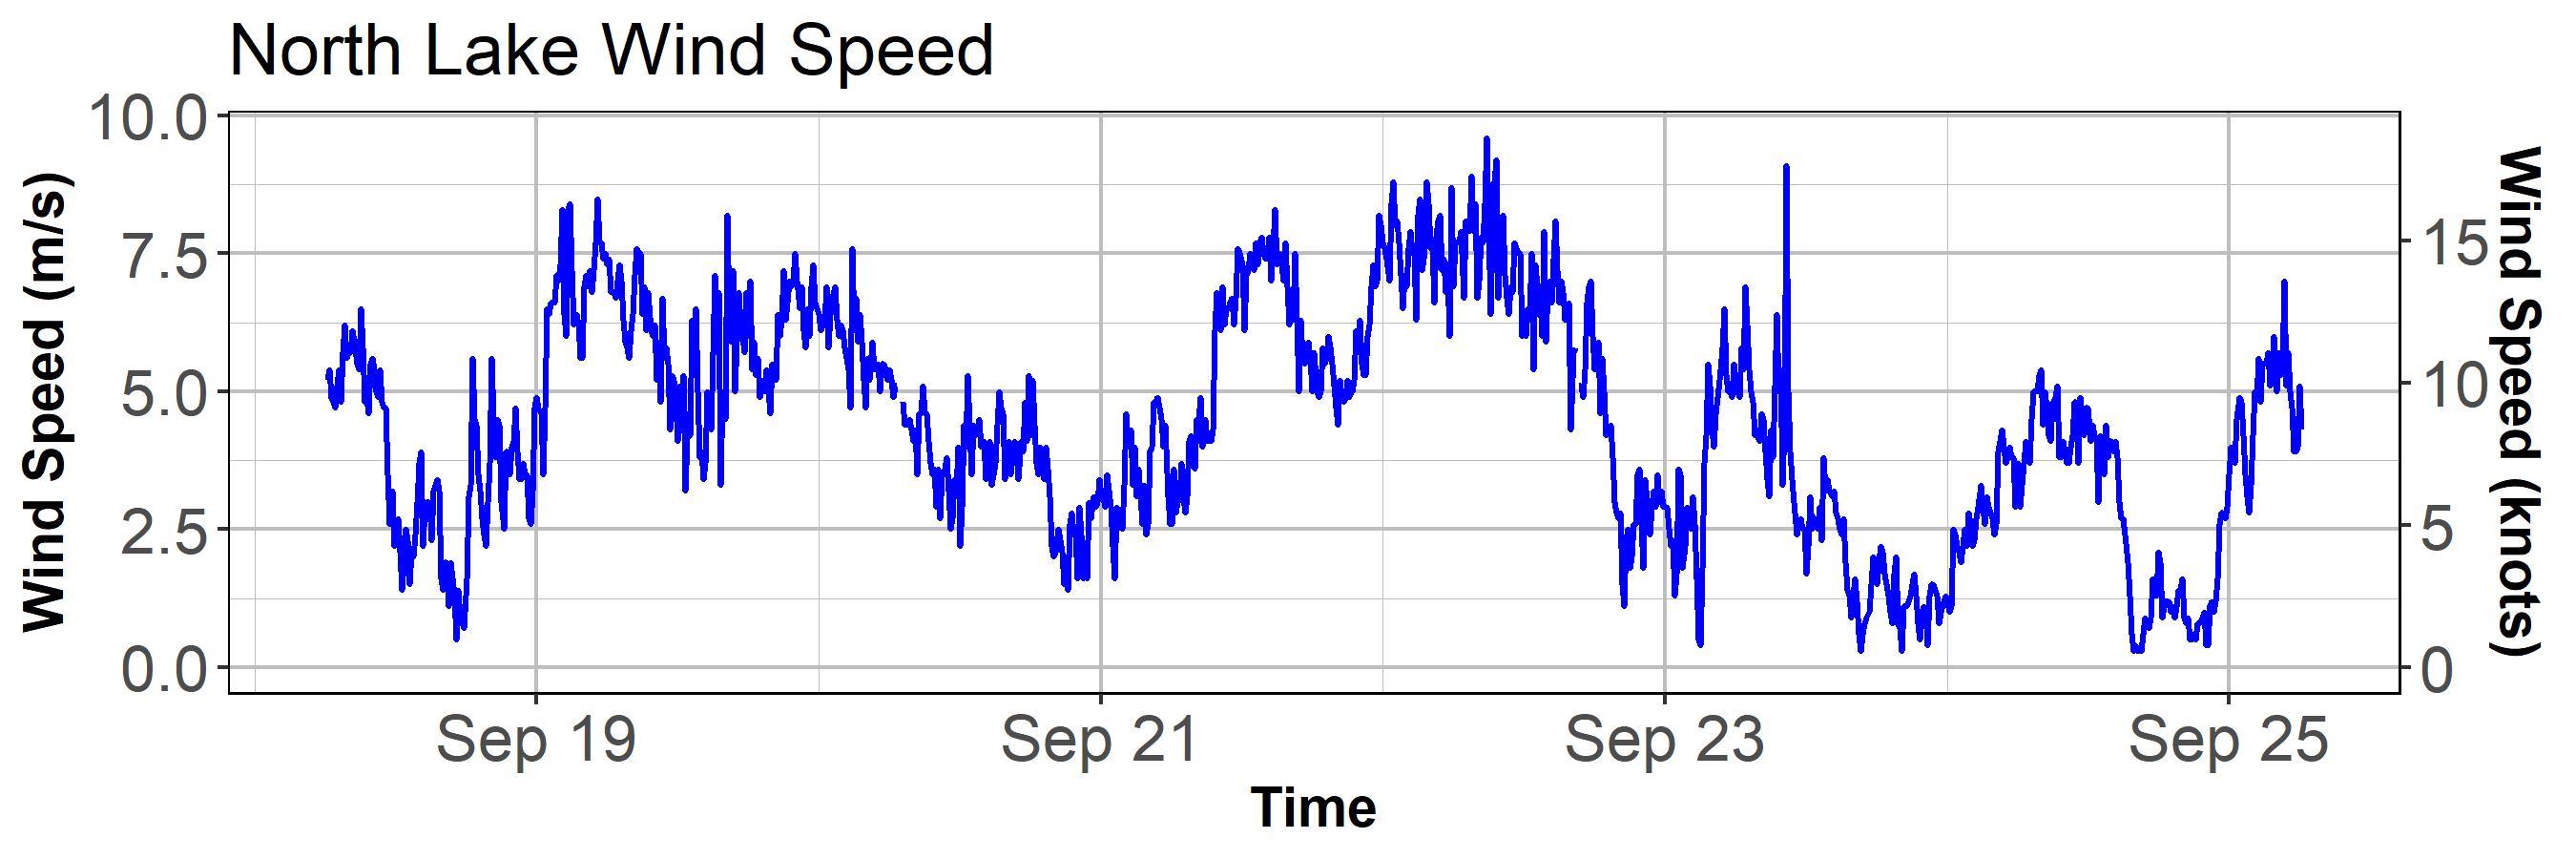 North Lake Wind Speed
Wind Speed (m/s)
10.0
7.5
5.0
2.5
0.0
15
10
5
0
Wind Speed (knots)
Sep 19
Sep 21
Sep 23
Sep 25
Time